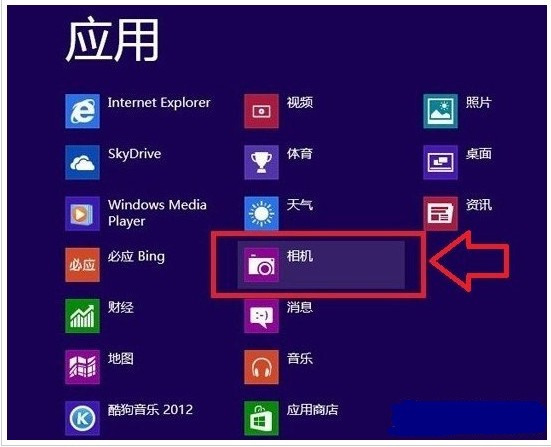 应用
Internet Explorer
SkyDrive
Windows Media
Player
必应 必应 Bing
财经
地图
酷狗音乐 2012
视频
体育
天气
相机
消息
:-)
音乐
应用商店
照片
桌面
资讯